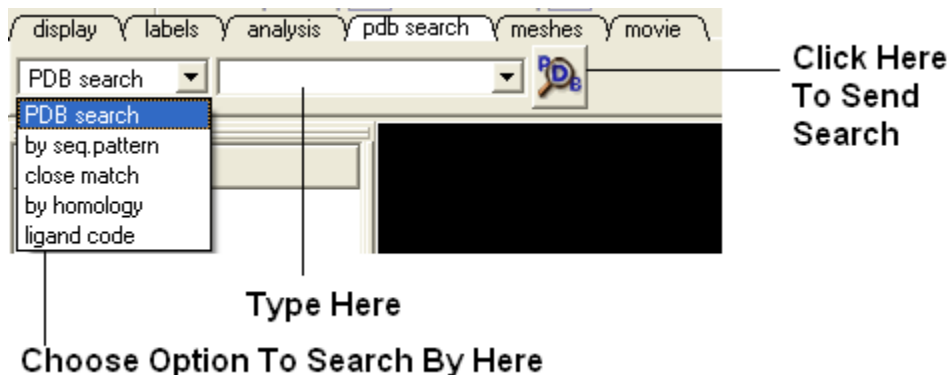 display labels analysis pdb search meshes movie
PDB search
PDB
PDB search
by seq.pattern
close match
by homology
ligand code
Click Here
To Send
Search
Type Here
Choose Option To Search By Here